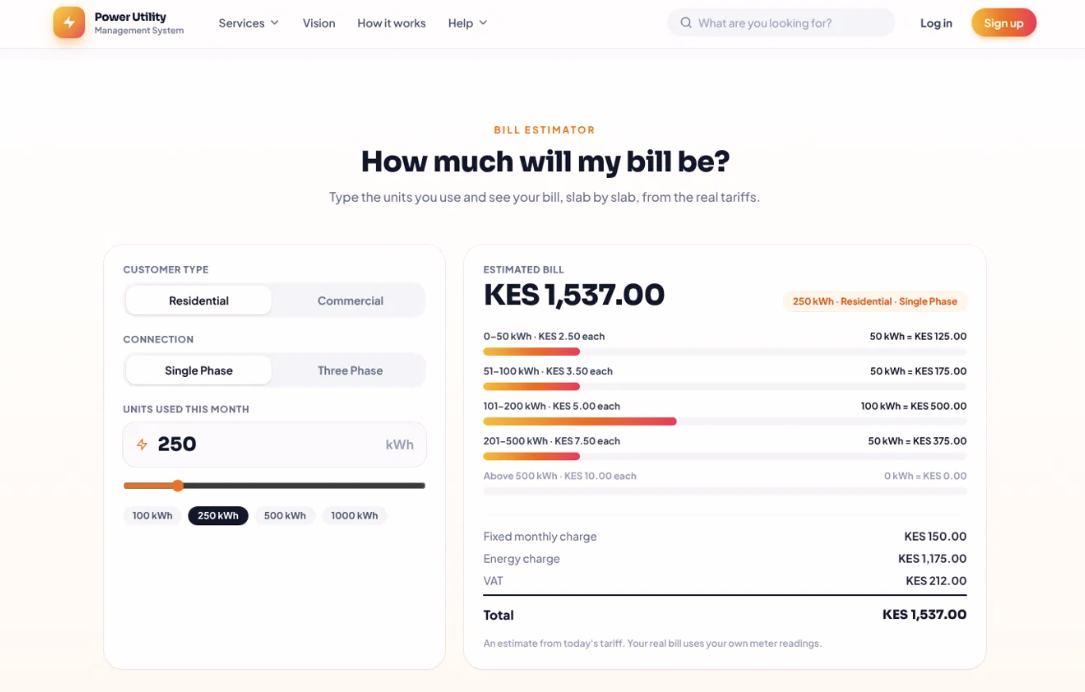 Power Utility
Management System
Services
Vision
How it works
Help
What are you looking for?
Log in
Sign up
BILL ESTIMATOR
How much will my bill be?
Type the units you use and see your bill, slab by slab, from the real tariffs.
CUSTOMER TYPE
Residential
Commercial
CONNECTION
Single Phase
Three Phase
UNITS USED THIS MONTH
250
kWh
100 kWh
250 kWh
500 kWh
1000 kWh
ESTIMATED BILL
KES 1,537.00
250 kWh · Residential · Single Phase
0–50 kWh · KES 2.50 each
50 kWh = KES 125.00
51–100 kWh · KES 3.50 each
50 kWh = KES 175.00
101–200 kWh · KES 5.00 each
100 kWh = KES 500.00
201–500 kWh · KES 7.50 each
50 kWh = KES 375.00
Above 500 kWh · KES 10.00 each
0 kWh = KES 0.00
Fixed monthly charge
KES 150.00
Energy charge
KES 1,175.00
VAT
KES 212.00
Total
KES 1,537.00
An estimate from today's tariff. Your real bill uses your own meter readings.